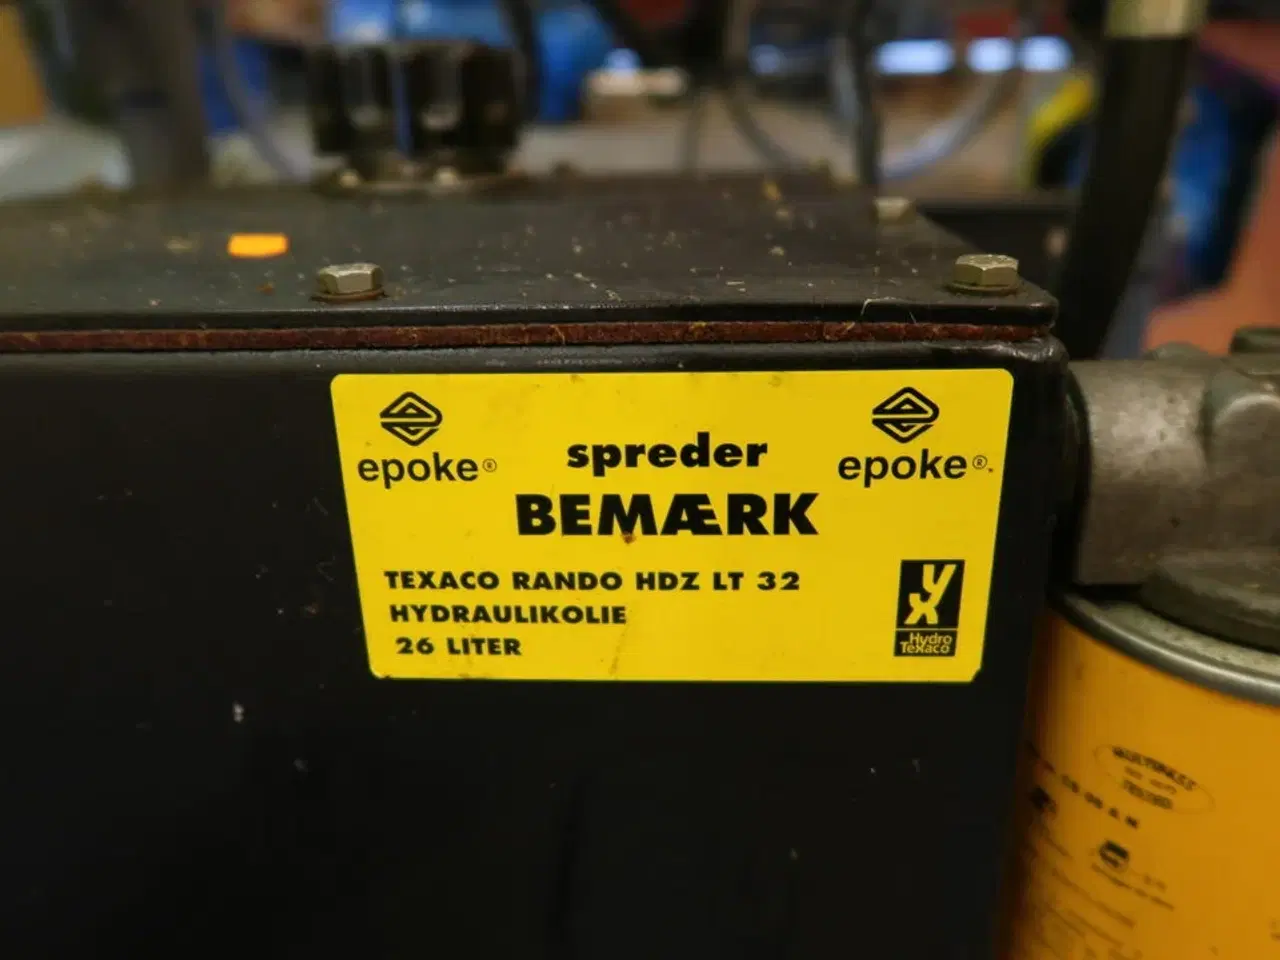 epoke®
spreder
epoke®
BEMÆRK
TEXACO RANDO HDZ LT 32
HYDRAULIKOLIE
26 LITER
Hydro
Texaco